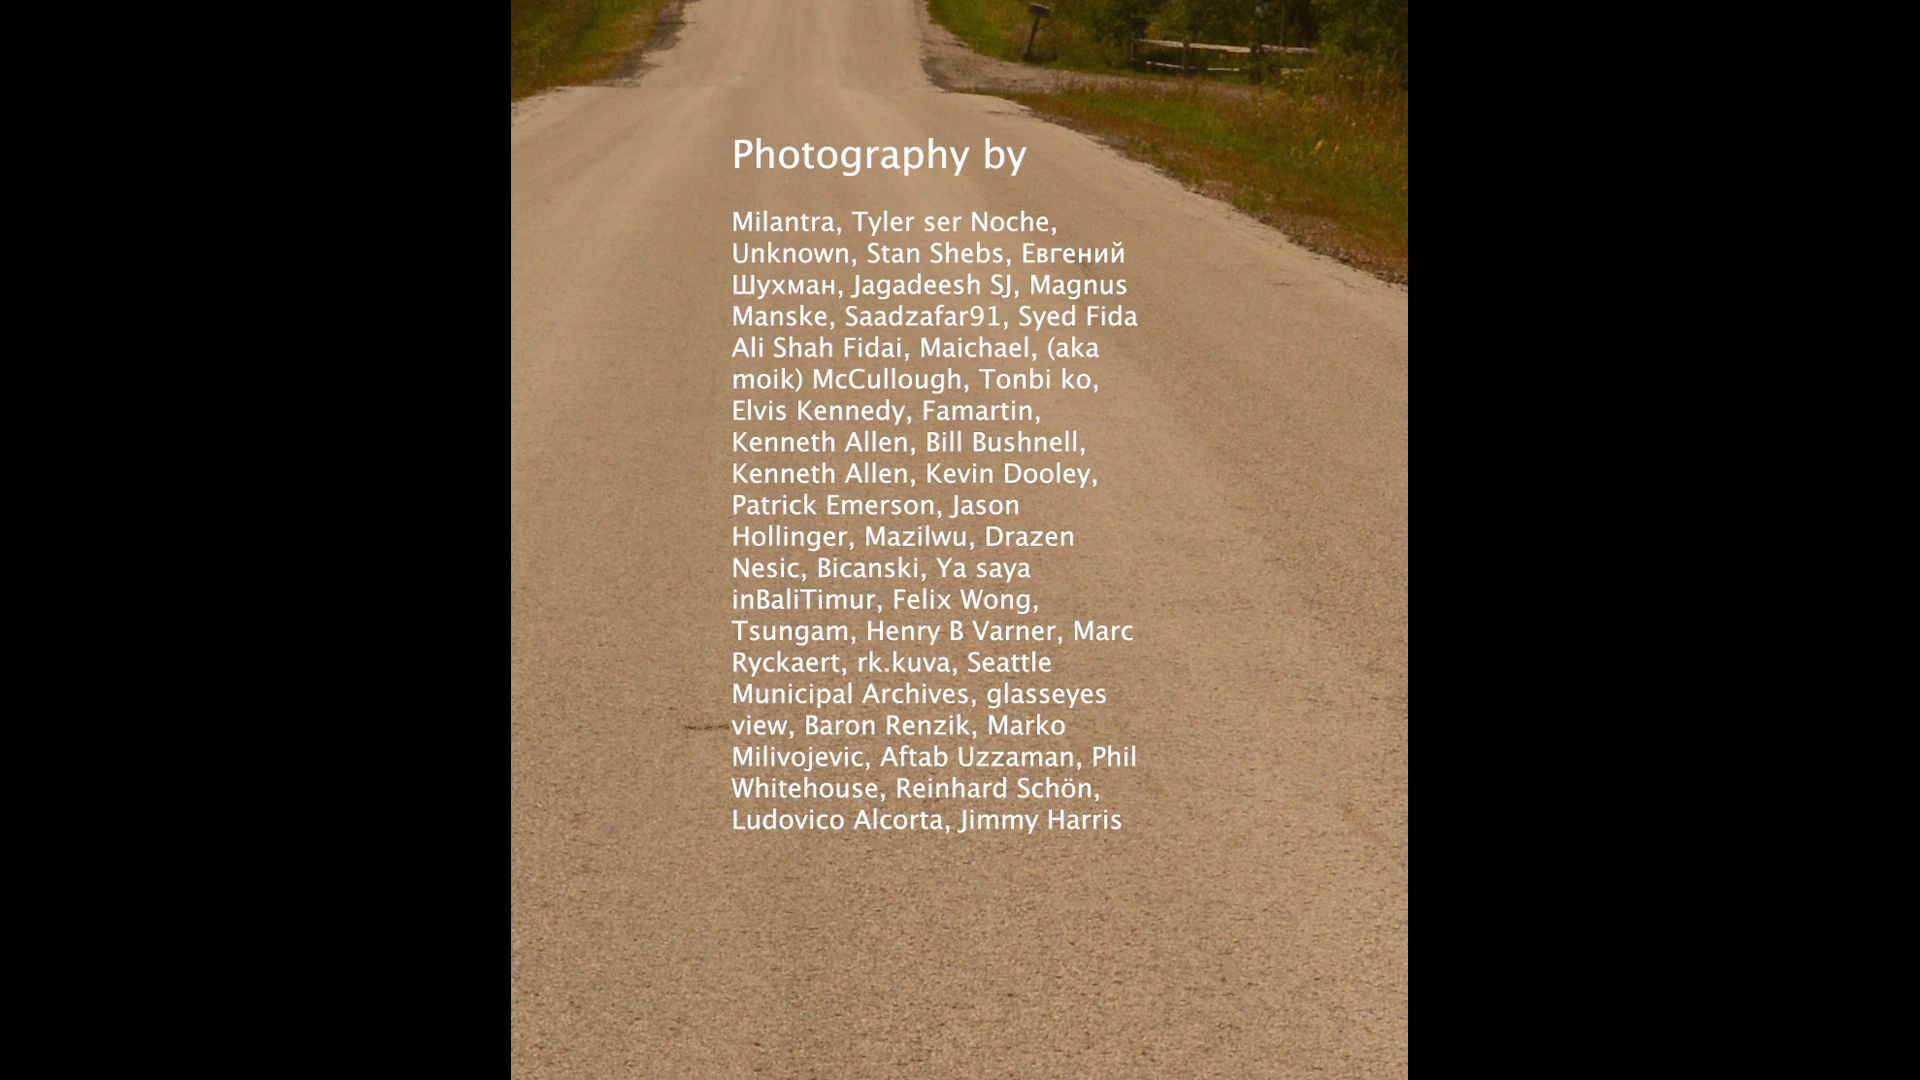 Photography by
Milantra, Tyler ser Noche,
Unknown, Stan Shebs, Евгений
Шухман, Jagadeesh SJ, Magnus
Manske, Saadzafar91, Syed Fida
Ali Shah Fidai, Maichael, (aka
moik) McCullough, Tonbi ko,
Elvis Kennedy, Famartin,
Kenneth Allen, Bill Bushnell,
Kenneth Allen, Kevin Dooley,
Patrick Emerson, Jason
Hollinger, Mazilwu, Drazen
Nesic, Bicanski, Ya saya
inBaliTimur, Felix Wong,
Tsungam, Henry B Varner, Marc
Ryckaert, rk.kuva, Seattle
Municipal Archives, glasseyes
view, Baron Renzik, Marko
Milivojevic, Aftab Uzzaman, Phil
Whitehouse, Reinhard Schön,
Ludovico Alcorta, Jimmy Harris